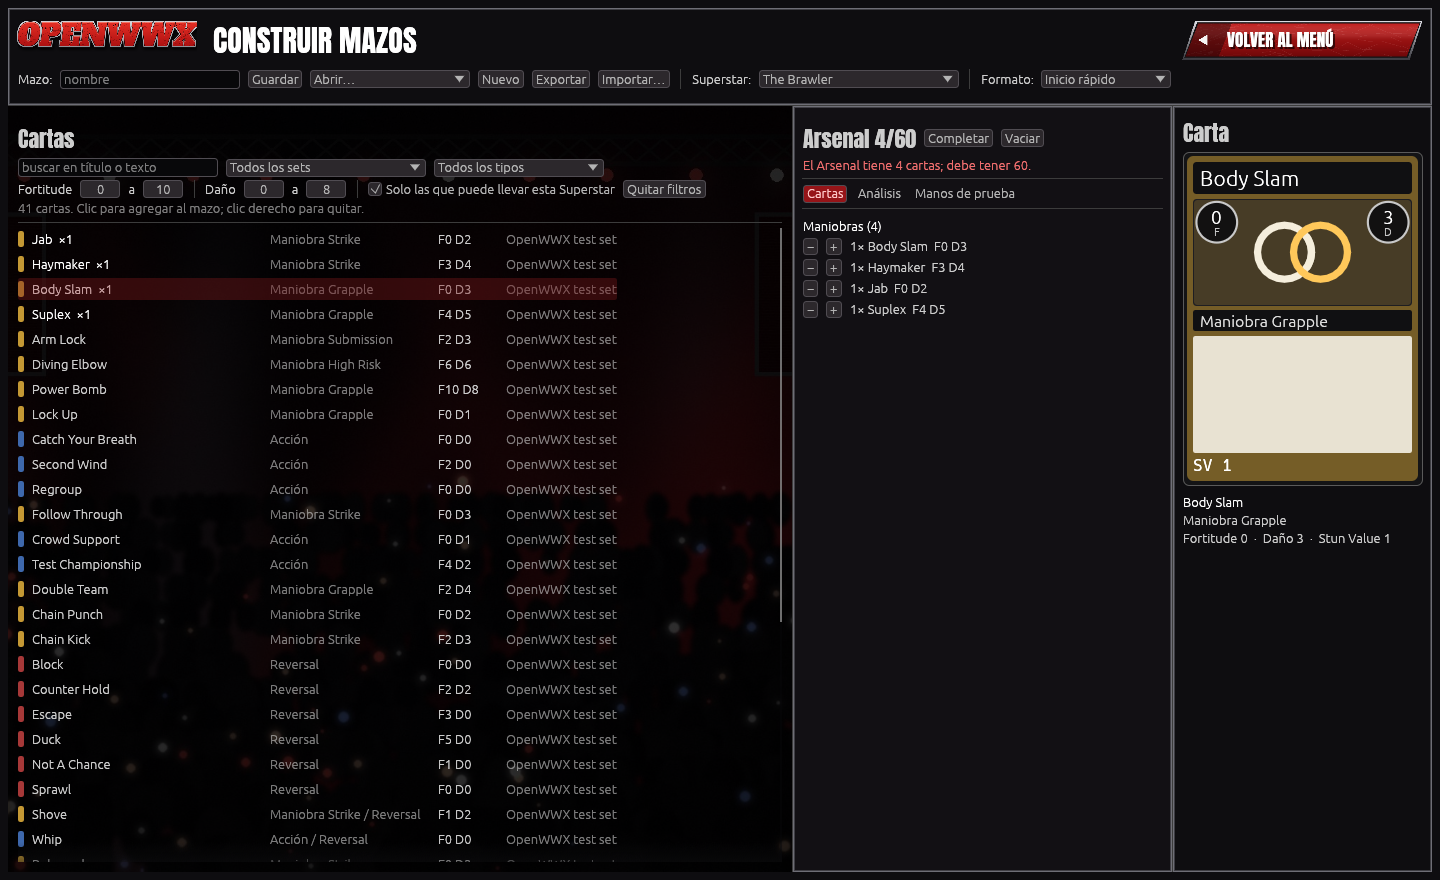 OPENWWX CONSTRUIR MAZOS
VOLVER AL MENÚ
Mazo: nombre Guardar Abrir... Nuevo Exportar Importar... Superstar: The Brawler Formato: Inicio rápido
Cartas
buscar en título o texto Todos los sets Todos los tipos
Fortitude 0 a 10 Daño 0 a 8 Solo las que puede llevar esta Superstar Quitar filtros
41 cartas. Clic para agregar al mazo; clic derecho para quitar.
Jab ×1 Maniobra Strike F0 D2 OpenWWX test set
Haymaker ×1 Maniobra Strike F3 D4 OpenWWX test set
Body Slam ×1 Maniobra Grapple F0 D3 OpenWWX test set
Suplex ×1 Maniobra Grapple F4 D5 OpenWWX test set
Arm Lock Maniobra Submission F2 D3 OpenWWX test set
Diving Elbow Maniobra High Risk F6 D6 OpenWWX test set
Power Bomb Maniobra Grapple F10 D8 OpenWWX test set
Lock Up Maniobra Grapple F0 D1 OpenWWX test set
Catch Your Breath Acción F0 D0 OpenWWX test set
Second Wind Acción F2 D0 OpenWWX test set
Regroup Acción F0 D0 OpenWWX test set
Follow Through Maniobra Strike F0 D3 OpenWWX test set
Crowd Support Acción F0 D1 OpenWWX test set
Test Championship Acción F4 D2 OpenWWX test set
Double Team Maniobra Grapple F2 D4 OpenWWX test set
Chain Punch Maniobra Strike F0 D2 OpenWWX test set
Chain Kick Maniobra Strike F2 D3 OpenWWX test set
Block Reversal F0 D0 OpenWWX test set
Counter Hold Reversal F2 D2 OpenWWX test set
Escape Reversal F3 D0 OpenWWX test set
Duck Reversal F5 D0 OpenWWX test set
Not A Chance Reversal F1 D0 OpenWWX test set
Sprawl Reversal F0 D0 OpenWWX test set
Shove Maniobra Strike / Reversal F1 D2 OpenWWX test set
Whip Acción / Reversal F0 D0 OpenWWX test set
Arsenal 4/60 Completar Vaciar
El Arsenal tiene 4 cartas; debe tener 60.
Cartas Análisis Manos de prueba
Maniobras (4)
− + 1× Body Slam F0 D3
− + 1× Haymaker F3 D4
− + 1× Jab F0 D2
− + 1× Suplex F4 D5
Carta
Body Slam
0 3
F D
Maniobra Grapple
SV 1
Body Slam
Maniobra Grapple
Fortitude 0 · Daño 3 · Stun Value 1